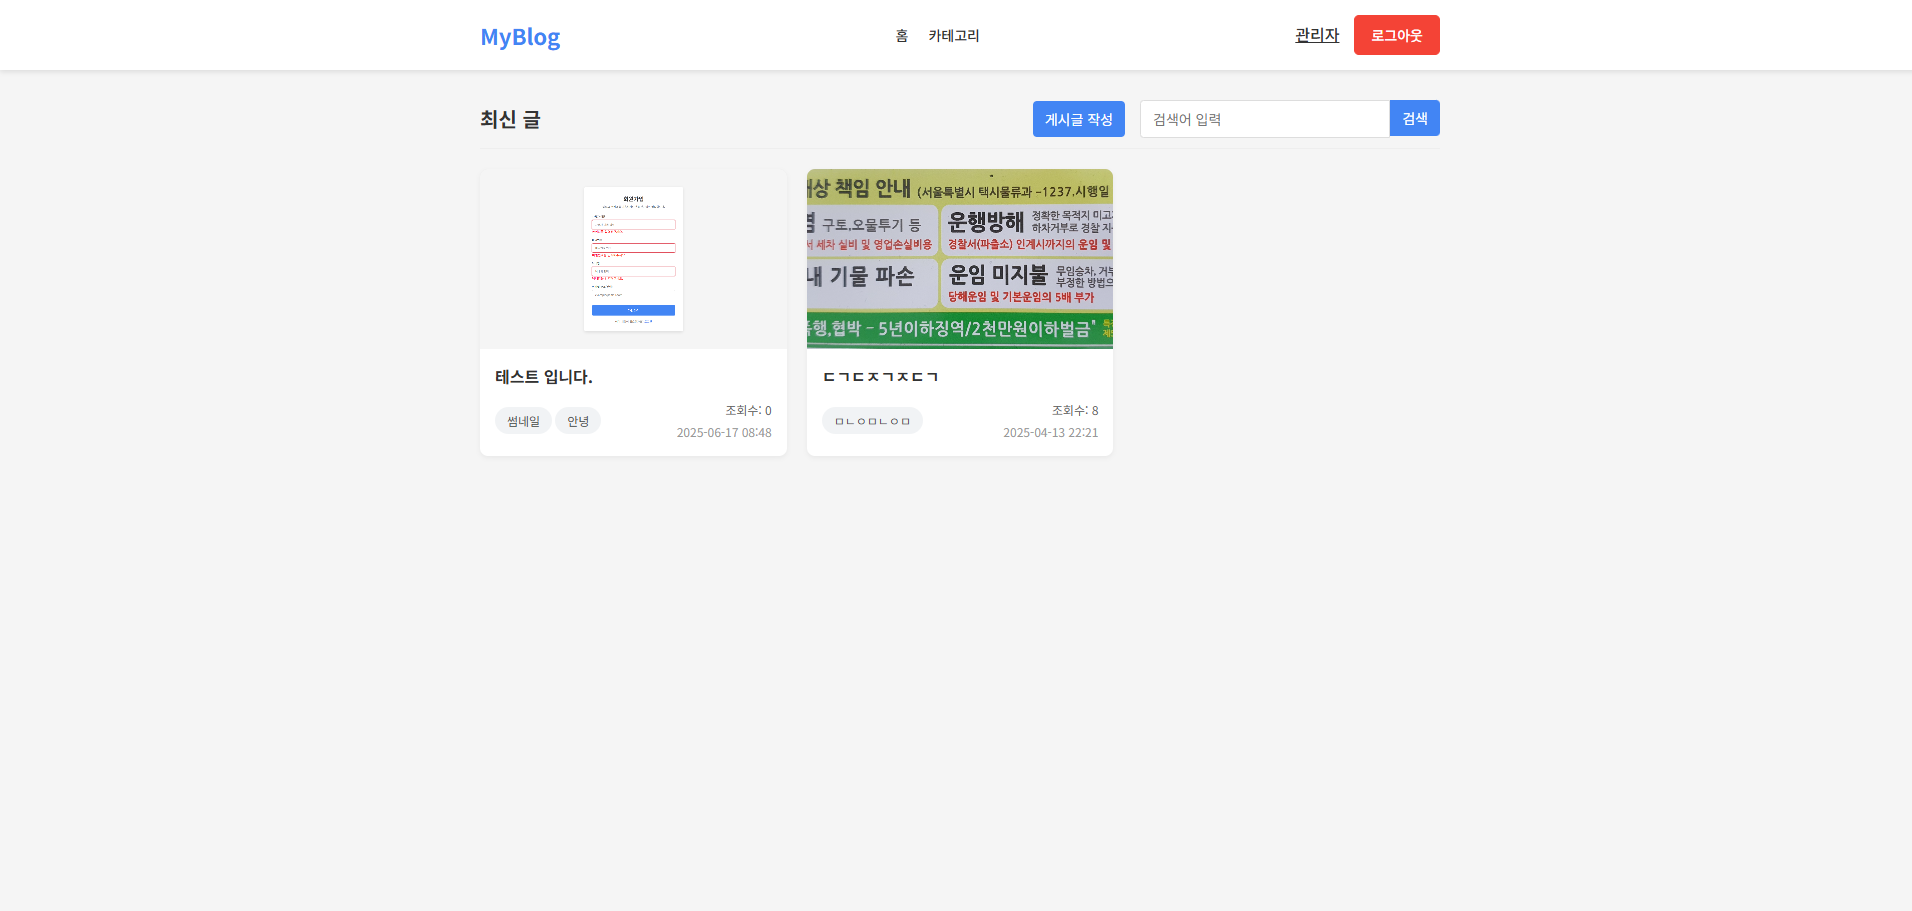 MyBlog
홈
카테고리
관리자
로그아웃
최신 글
게시글 작성
검색어 입력
검색
회원가입
상 책임 안내 (서울특별시 택시물류과 -1237.시행일
구토,오물투기 등
세차 실비 및 영업손실비용
운행방해
정확한 목적지 미고
하차거부로 경찰 지
경찰서(파출소) 인계시까지의 운임 및
내 기물 파손
운임 미지불
무임승차, 거부
부정한 방법으
당해운임 및 기본운임의 5배 부가
폭행,협박 - 5년이하징역/2천만원이하벌금"
테스트 입니다.
썸네일
안녕
조회수: 0
2025-06-17 08:48
ㄷㄱㄷㅈㄱㅈㄷㄱ
ㅁㄴㅇㅁㄴㅇㅁ
조회수: 8
2025-04-13 22:21